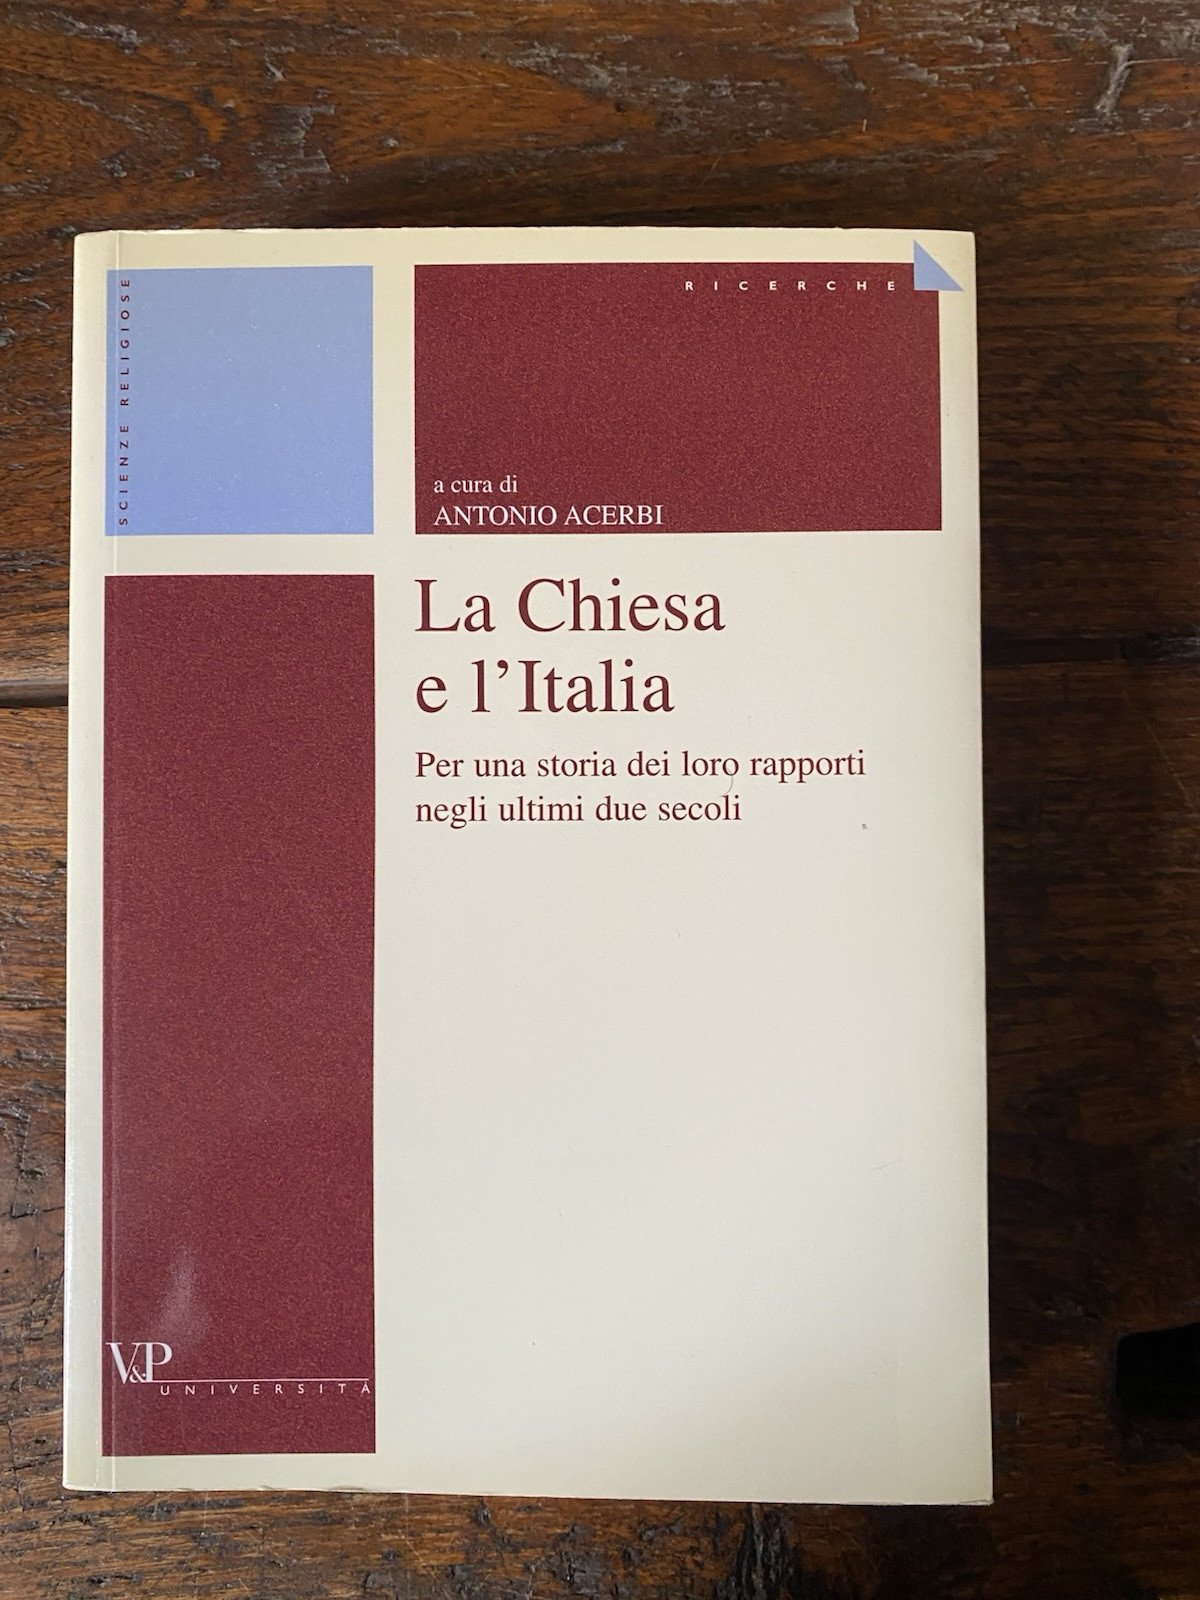 SCIENZE RELIGIOSE
RICERCHE
a cura di
ANTONIO ACERBI
La Chiesa
e l’Italia
Per una storia dei loro rapporti
negli ultimi due secoli
V&P
UNIVERSITÀ